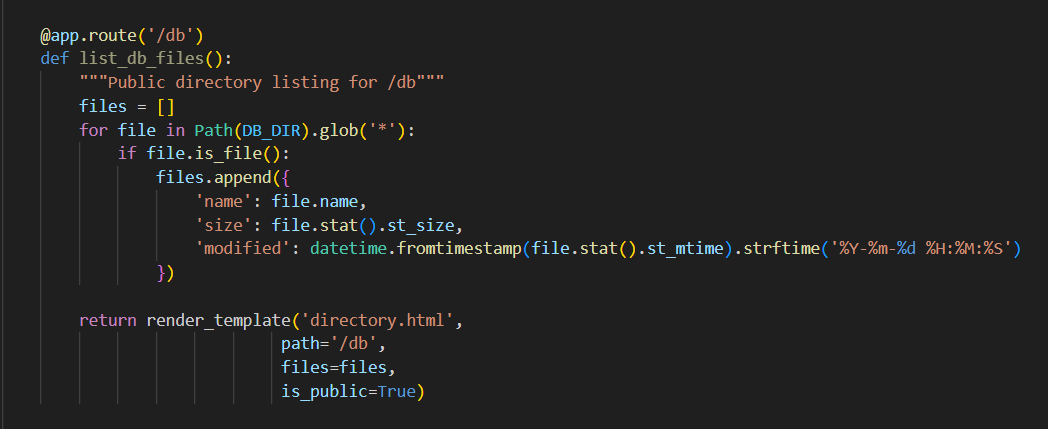 @app.route('/db')
def list_db_files():
    """Public directory listing for /db"""
    files = []
    for file in Path(DB_DIR).glob('*'):
        if file.is_file():
            files.append({
                'name': file.name,
                'size': file.stat().st_size,
                'modified': datetime.fromtimestamp(file.stat().st_mtime).strftime('%Y-%m-%d %H:%M:%S')
            })

    return render_template('directory.html',
                         path='/db',
                         files=files,
                         is_public=True)